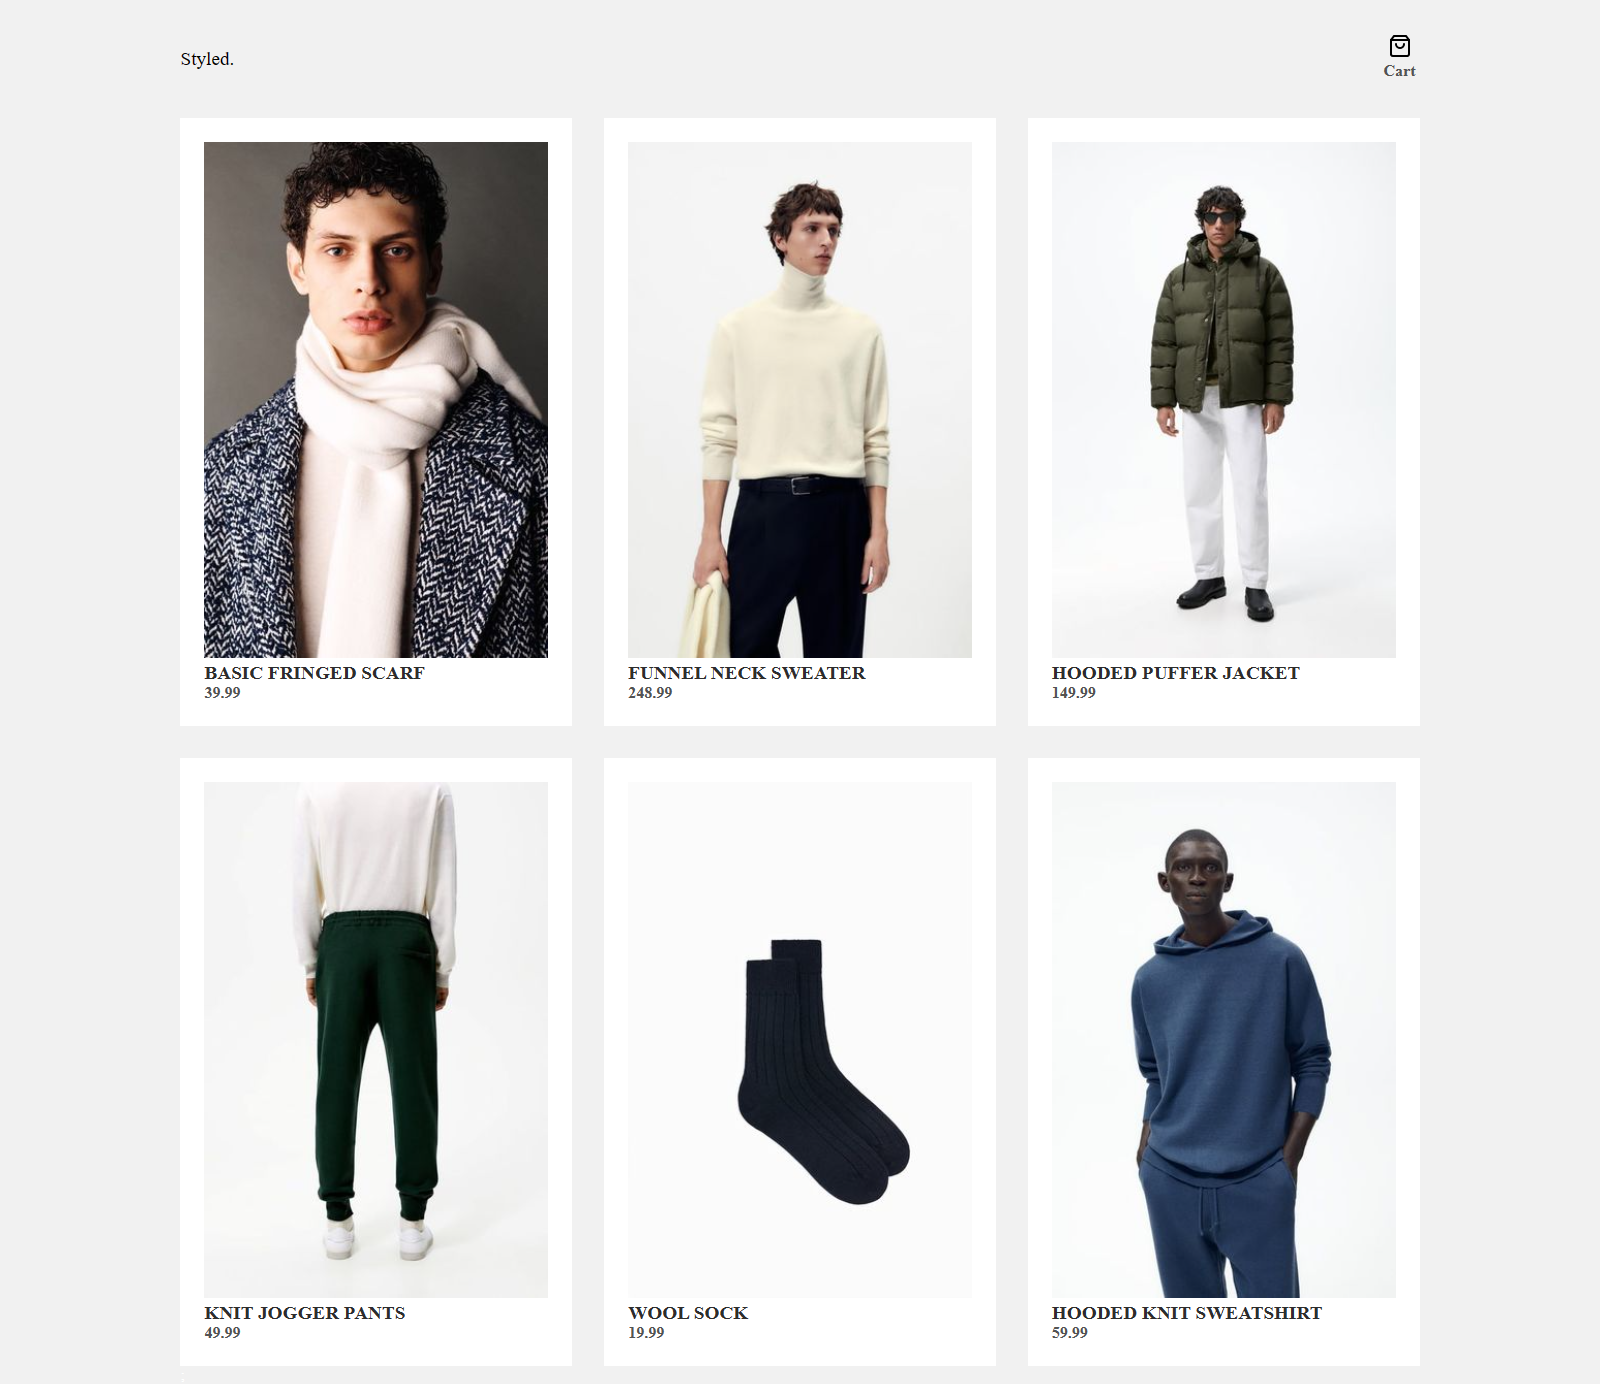 Styled.
Cart
BASIC FRINGED SCARF
39.99
FUNNEL NECK SWEATER
248.99
HOODED PUFFER JACKET
149.99
KNIT JOGGER PANTS
49.99
WOOL SOCK
19.99
HOODED KNIT SWEATSHIRT
59.99